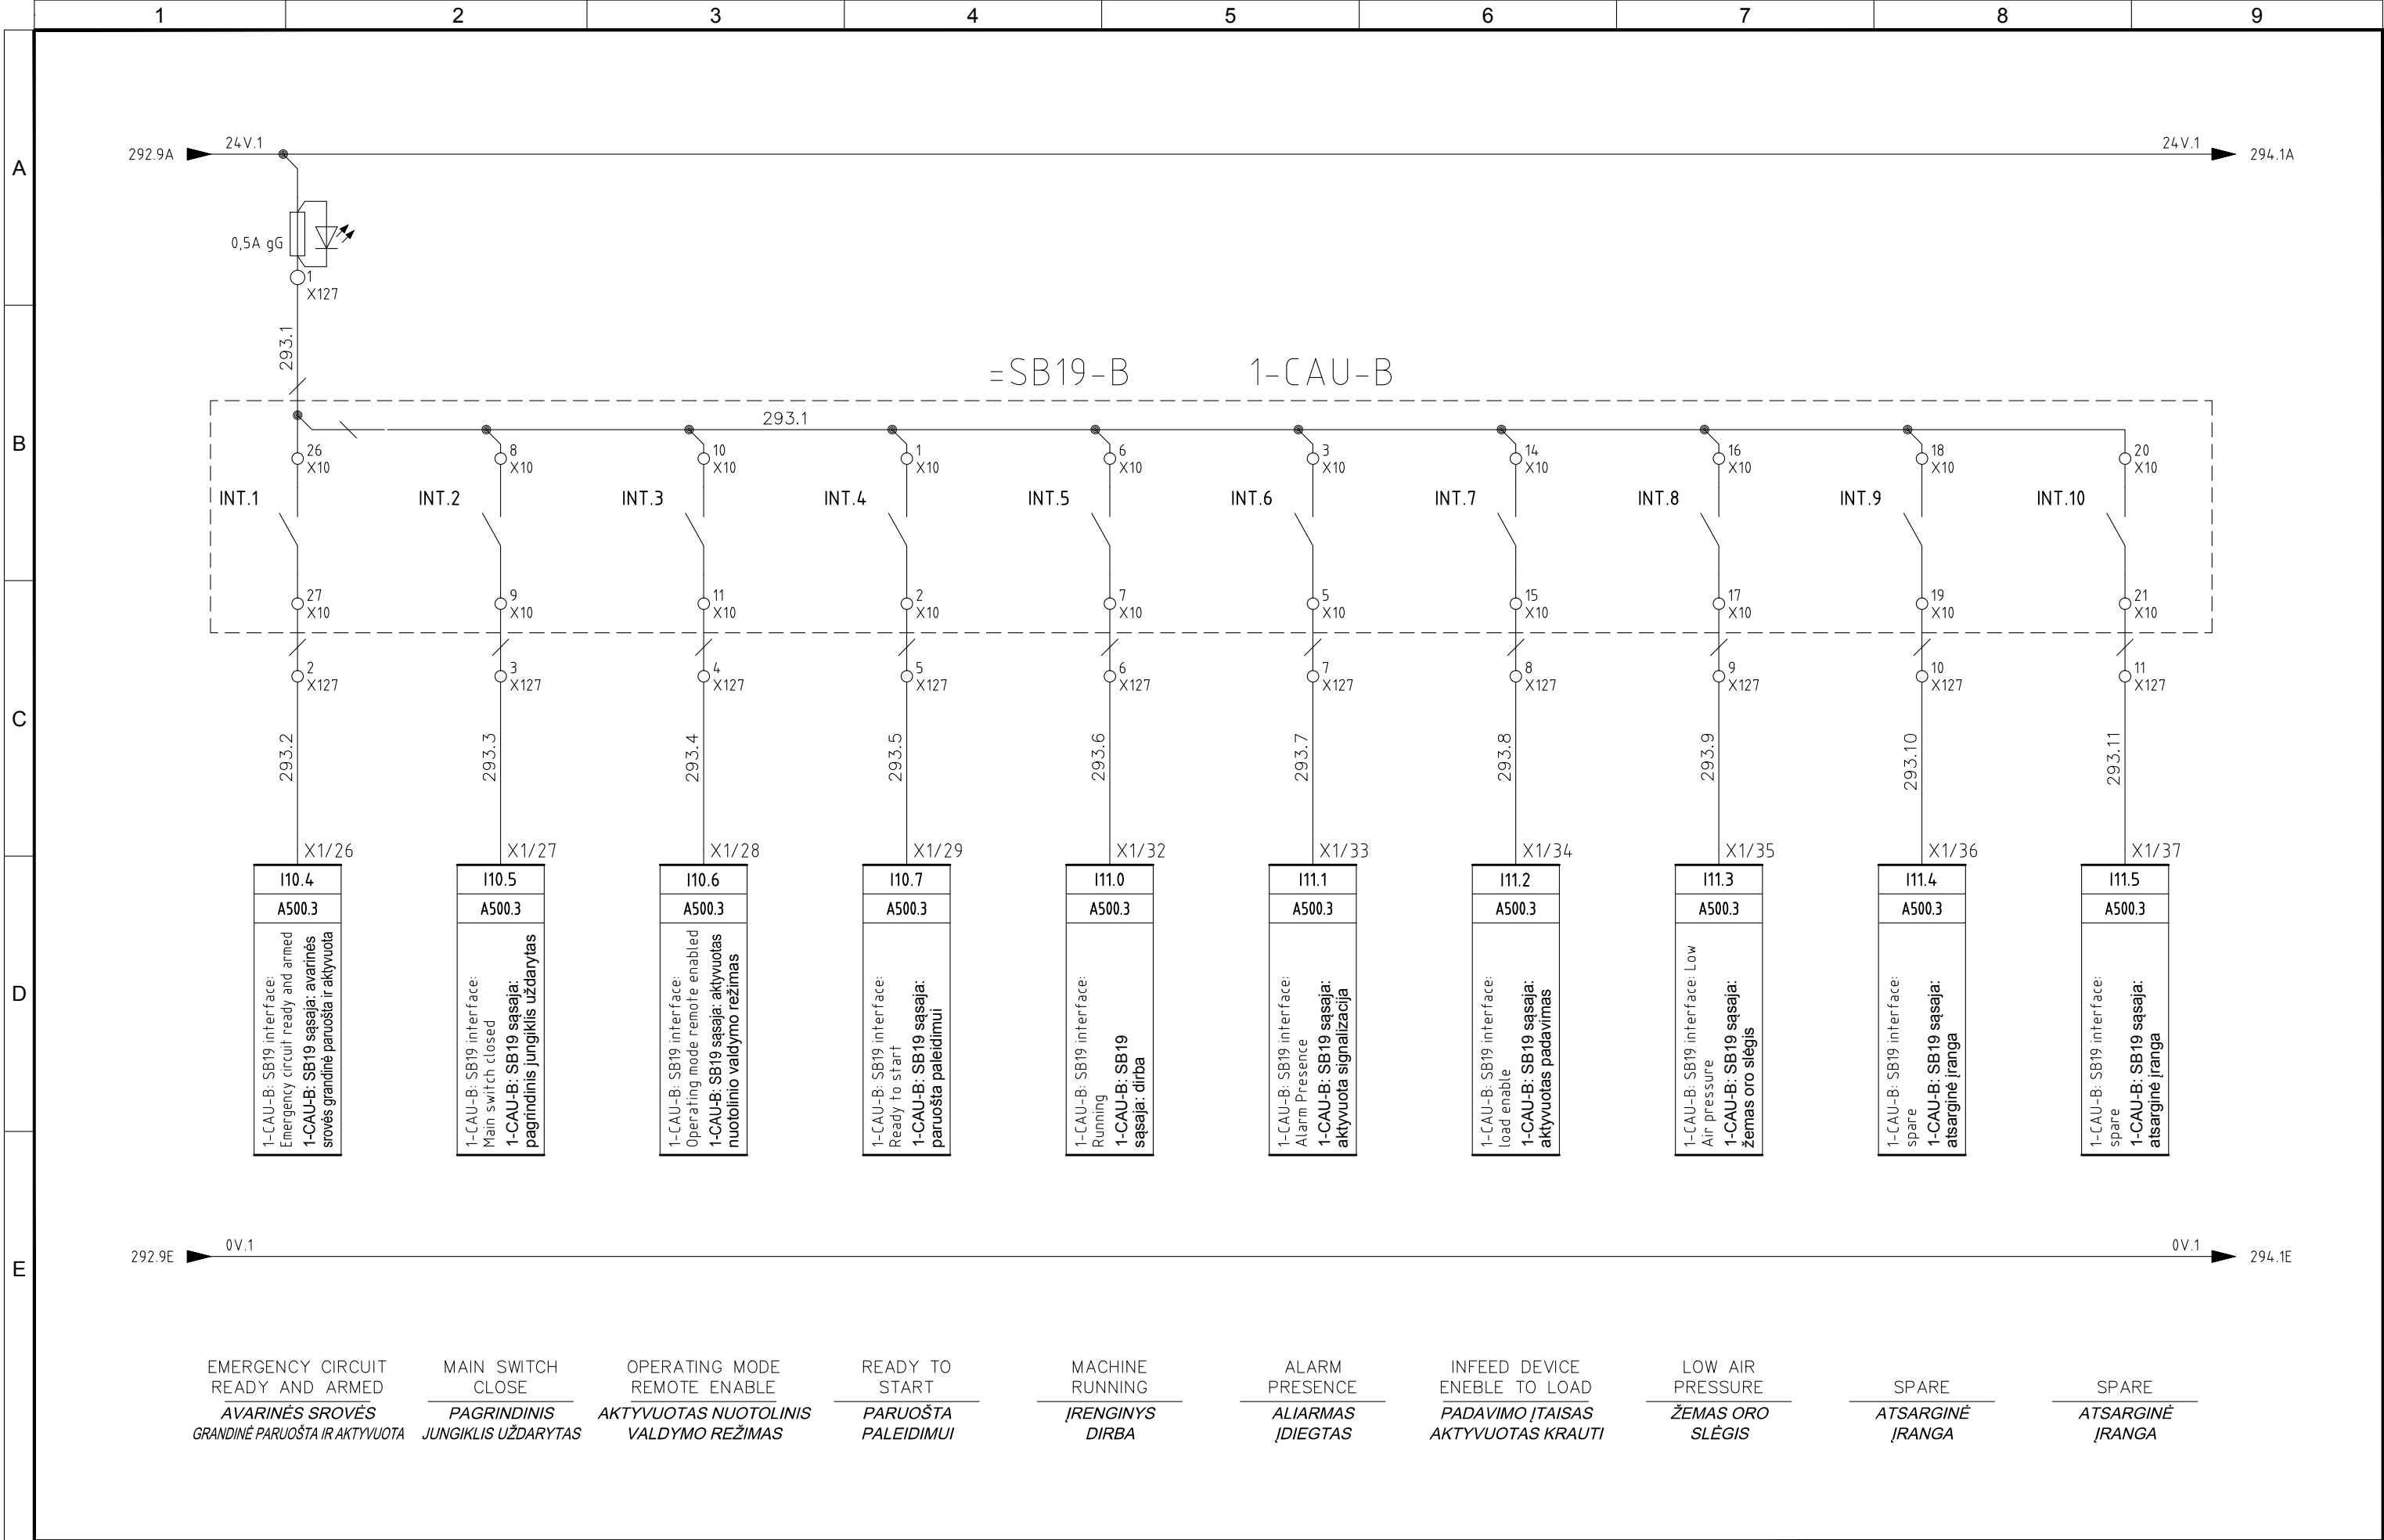 1 2 3 4 5 6 7 8 9
A
B
C
D
E
292.9A 24V.1 24V.1 294.1A
0,5A gG
1
X127
293.1
=SB19-B 1-CAU-B
293.1
26 8 10 1 6 3 14 16 18 20
X10 X10 X10 X10 X10 X10 X10 X10 X10 X10
INT.1 INT.2 INT.3 INT.4 INT.5 INT.6 INT.7 INT.8 INT.9 INT.10
27 9 11 2 7 5 15 17 19 21
X10 X10 X10 X10 X10 X10 X10 X10 X10 X10
2 3 4 5 6 7 8 9 10 11
X127 X127 X127 X127 X127 X127 X127 X127 X127 X127
293.2 293.3 293.4 293.5 293.6 293.7 293.8 293.9 293.10 293.11
X1/26 X1/27 X1/28 X1/29 X1/32 X1/33 X1/34 X1/35 X1/36 X1/37
I10.4 I10.5 I10.6 I10.7 I11.0 I11.1 I11.2 I11.3 I11.4 I11.5
A500.3 A500.3 A500.3 A500.3 A500.3 A500.3 A500.3 A500.3 A500.3 A500.3
1-CAU-B: SB19 interface:
Emergency circuit ready and armed
1-CAU-B: SB19 sąsaja: avarinės
srovės grandinė paruošta ir aktyvuota
1-CAU-B: SB19 interface:
Main switch closed
1-CAU-B: SB19 sąsaja:
pagrindinis jungiklis uždarytas
1-CAU-B: SB19 interface:
Operating mode remote enabled
1-CAU-B: SB19 sąsaja: aktyvuotas
nuotolinio valdymo režimas
1-CAU-B: SB19 interface:
Ready to start
1-CAU-B: SB19 sąsaja:
paruošta paleidimui
1-CAU-B: SB19 interface:
Running
1-CAU-B: SB19
sąsaja: dirba
1-CAU-B: SB19 interface:
Alarm Presence
1-CAU-B: SB19 sąsaja:
aktyvuota signalizacija
1-CAU-B: SB19 interface:
load enable
1-CAU-B: SB19 sąsaja:
aktyvuotas padavimas
1-CAU-B: SB19 interface: Low
Air pressure
1-CAU-B: SB19 sąsaja:
žemas oro slėgis
1-CAU-B: SB19 interface:
spare
1-CAU-B: SB19 sąsaja:
atsarginė įranga
1-CAU-B: SB19 interface:
spare
1-CAU-B: SB19 sąsaja:
atsarginė įranga
292.9E 0V.1 0V.1 294.1E
EMERGENCY CIRCUIT
READY AND ARMED
AVARINĖS SROVĖS
GRANDINĖ PARUOŠTA IR AKTYVUOTA
MAIN SWITCH
CLOSE
PAGRINDINIS
JUNGIKLIS UŽDARYTAS
OPERATING MODE
REMOTE ENABLE
AKTYVUOTAS NUOTOLINIS
VALDYMO REŽIMAS
READY TO
START
PARUOŠTA
PALEIDIMUI
MACHINE
RUNNING
ĮRENGINYS
DIRBA
ALARM
PRESENCE
ALIARMAS
ĮDIEGTAS
INFEED DEVICE
ENEBLE TO LOAD
PADAVIMO ĮTAISAS
AKTYVUOTAS KRAUTI
LOW AIR
PRESSURE
ŽEMAS ORO
SLĖGIS
SPARE
ATSARGINĖ
ĮRANGA
SPARE
ATSARGINĖ
ĮRANGA